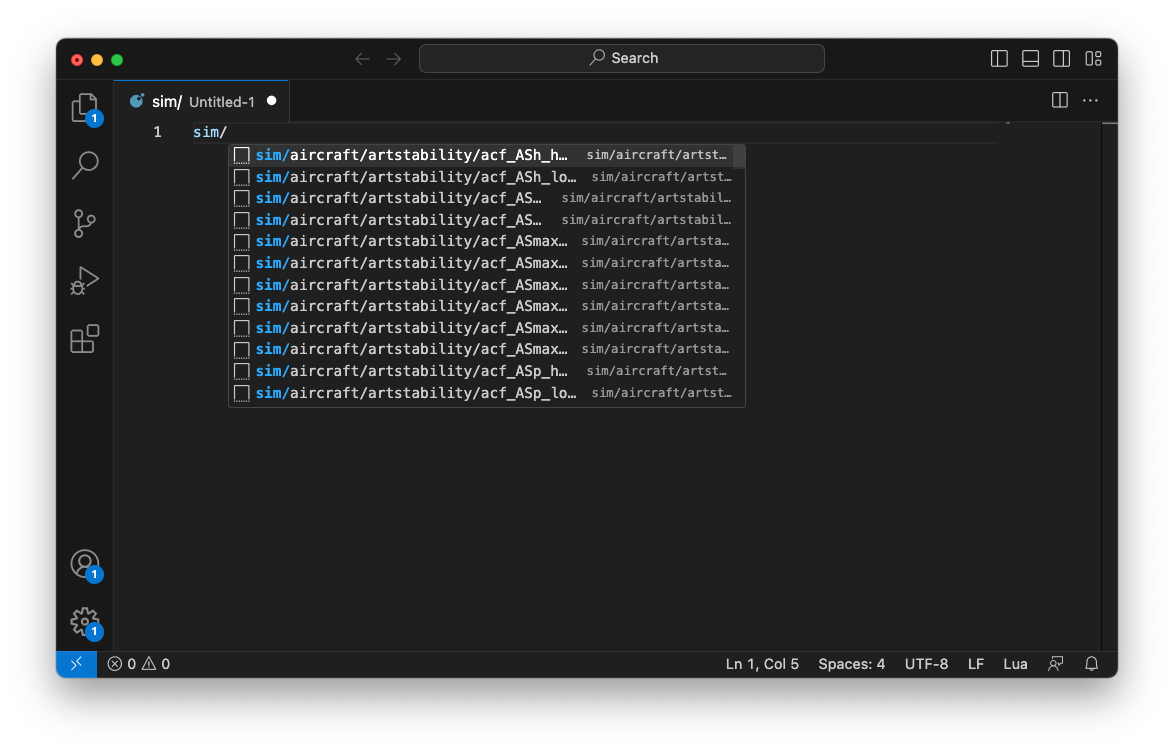 Search
sim/ Untitled-1
1
1 sim/
sim/aircraft/artstability/acf_ASh_h… sim/aircraft/artst…
sim/aircraft/artstability/acf_ASh_lo… sim/aircraft/artst…
sim/aircraft/artstability/acf_AS… sim/aircraft/artstabil…
sim/aircraft/artstability/acf_AS… sim/aircraft/artstabil…
sim/aircraft/artstability/acf_ASmax… sim/aircraft/artsta…
sim/aircraft/artstability/acf_ASmax… sim/aircraft/artsta…
sim/aircraft/artstability/acf_ASmax… sim/aircraft/artsta…
sim/aircraft/artstability/acf_ASmax… sim/aircraft/artsta…
sim/aircraft/artstability/acf_ASmax… sim/aircraft/artsta…
sim/aircraft/artstability/acf_ASmax… sim/aircraft/artsta…
sim/aircraft/artstability/acf_ASp_h… sim/aircraft/artst…
sim/aircraft/artstability/acf_ASp_lo… sim/aircraft/artst…
1
1
0 0 Ln 1, Col 5 Spaces: 4 UTF-8 LF Lua